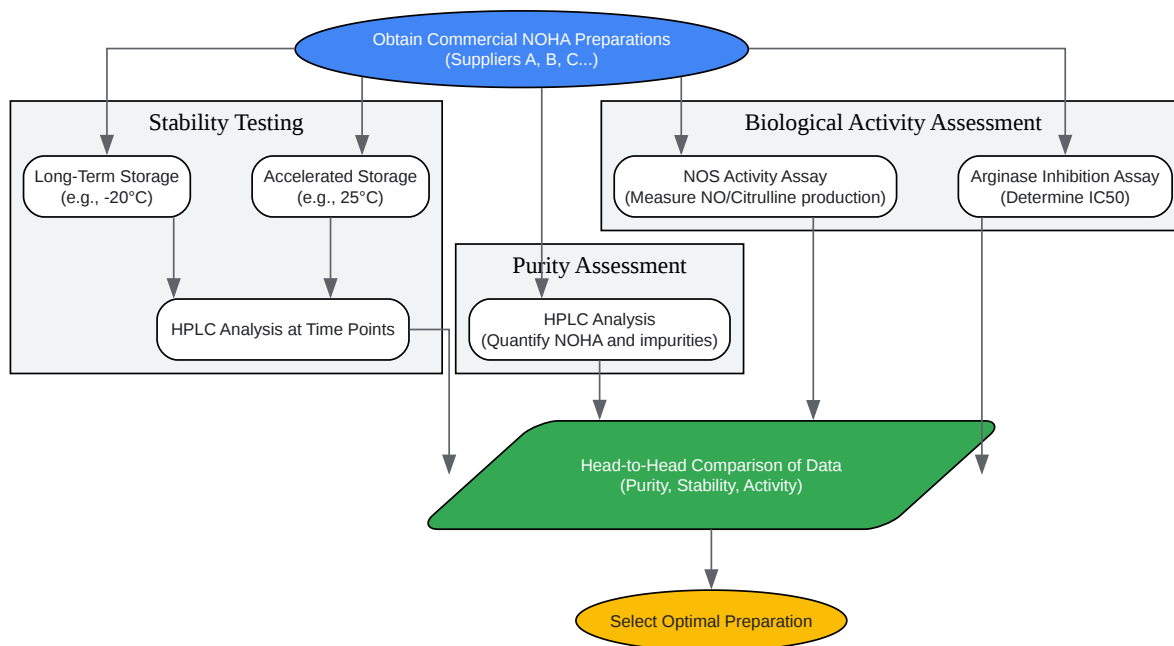 Obtain Commercial NOHA Preparations
(Suppliers A, B, C...)
Stability Testing
Biological Activity Assessment
Long-Term Storage
(e.g., -20°C)
Accelerated Storage
(e.g., 25°C)
NOS Activity Assay
(Measure NO/Citrulline production)
Arginase Inhibition Assay
(Determine IC50)
Purity Assessment
HPLC Analysis at Time Points
HPLC Analysis
(Quantify NOHA and impurities)
Head-to-Head Comparison of Data
(Purity, Stability, Activity)
Select Optimal Preparation